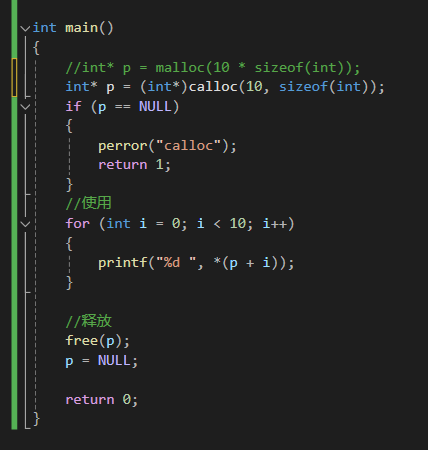 int main()
{
    //int* p = malloc(10 * sizeof(int));
    int* p = (int*)calloc(10, sizeof(int));
    if (p == NULL)
    {
        perror("calloc");
        return 1;
    }
    //使用
    for (int i = 0; i < 10; i++)
    {
        printf("%d ", *(p + i));
    }

    //释放
    free(p);
    p = NULL;

    return 0;
}